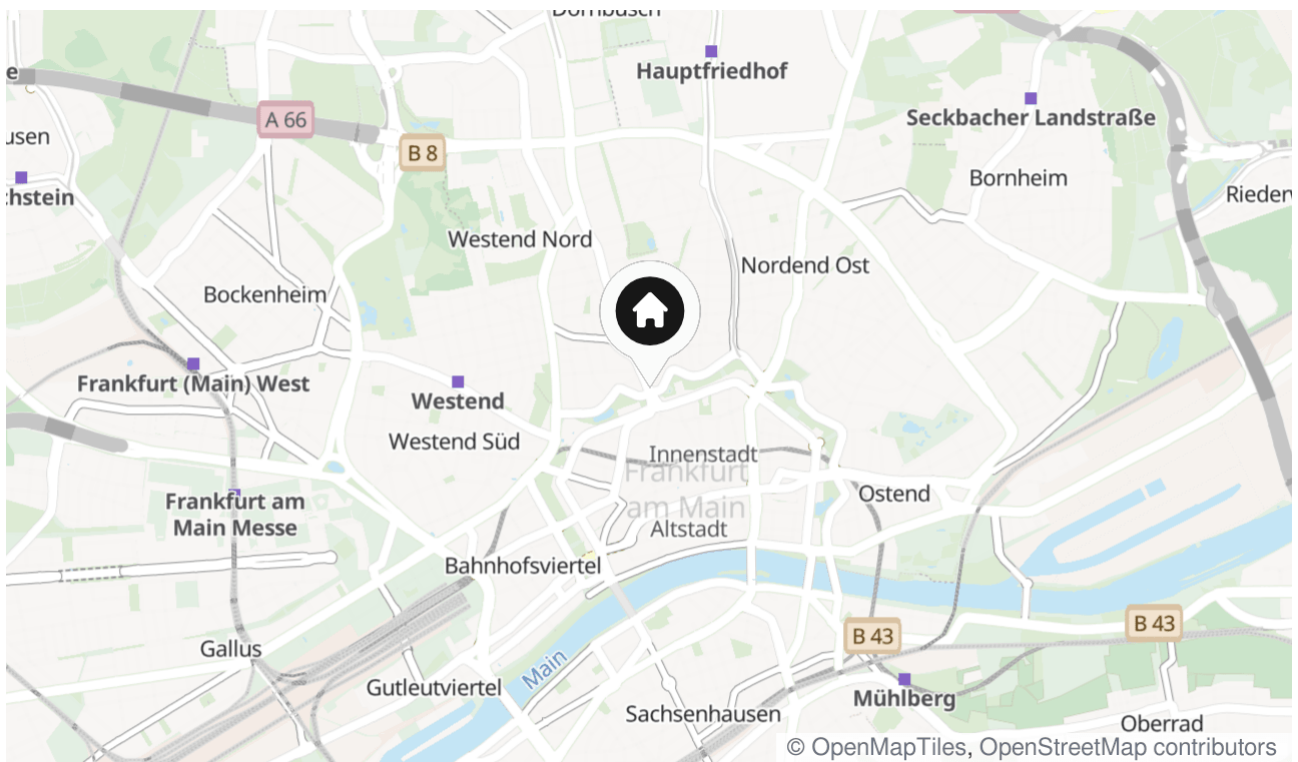 Dornbusch
Hauptfriedhof
A 66
Seckbacher Landstraße
B 8
Bornheim
Westend Nord
Nordend Ost
Bockenheim
Frankfurt (Main) West
Westend
Westend Süd
Innenstadt
Frankfurt
am Main
Altstadt
Ostend
Frankfurt am
Main Messe
Bahnhofsviertel
B 43
B 43
Gallus
Main
Gutleutviertel
Mühlberg
Sachsenhausen
Oberrad
© OpenMapTiles, OpenStreetMap contributors